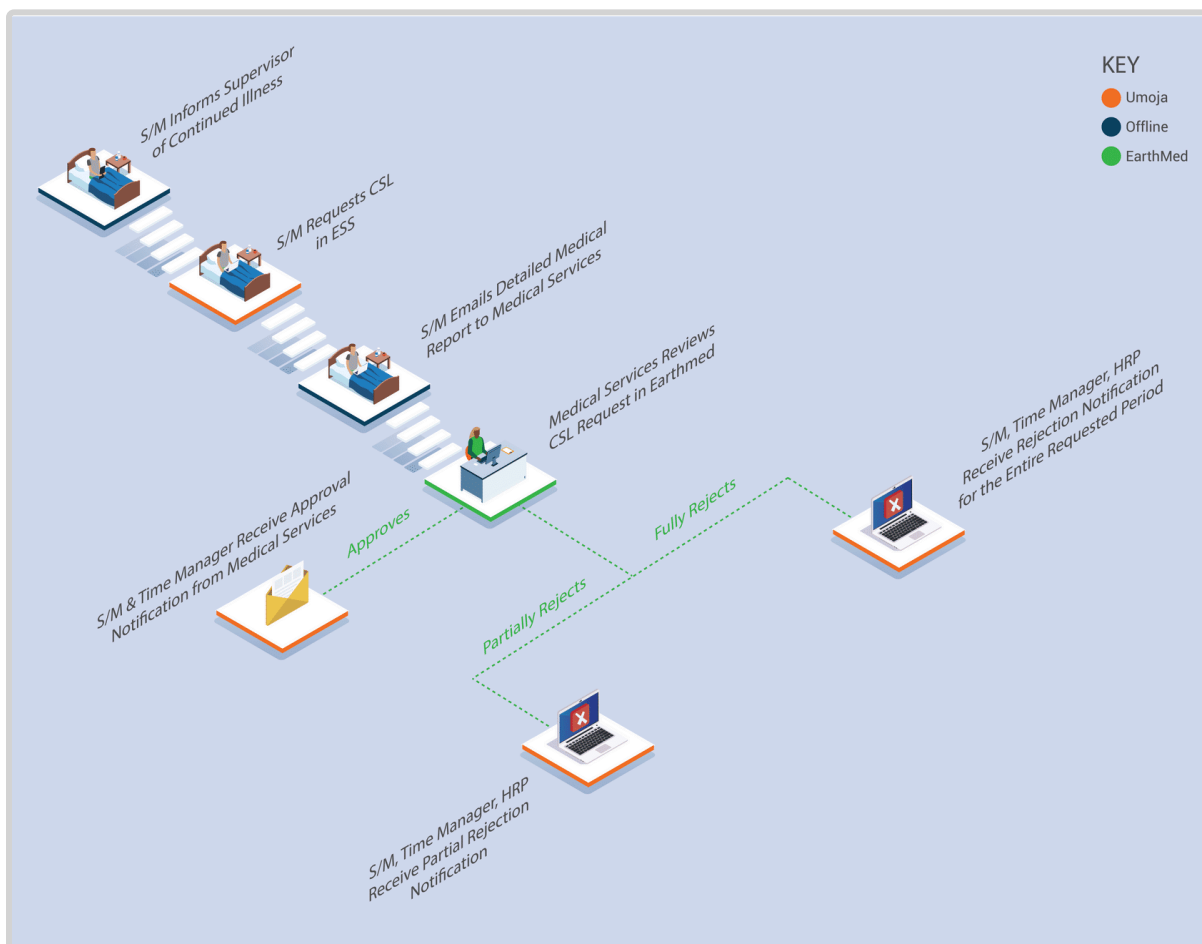 S/M Informs Supervisor
of Continued Illness
KEY
Umoja
Offline
EarthMed
S/M Requests CSL
in ESS
S/M Emails Detailed Medical
Report to Medical Services
Medical Services Reviews
CSL Request in Earthmed
S/M, Time Manager, HRP
Receive Rejection Notification
for the Entire Requested Period
S/M & Time Manager Receive Approval
Notification from Medical Services
Approves
Fully Rejects
Partially Rejects
S/M, Time Manager, HRP
Receive Partial Rejection
Notification